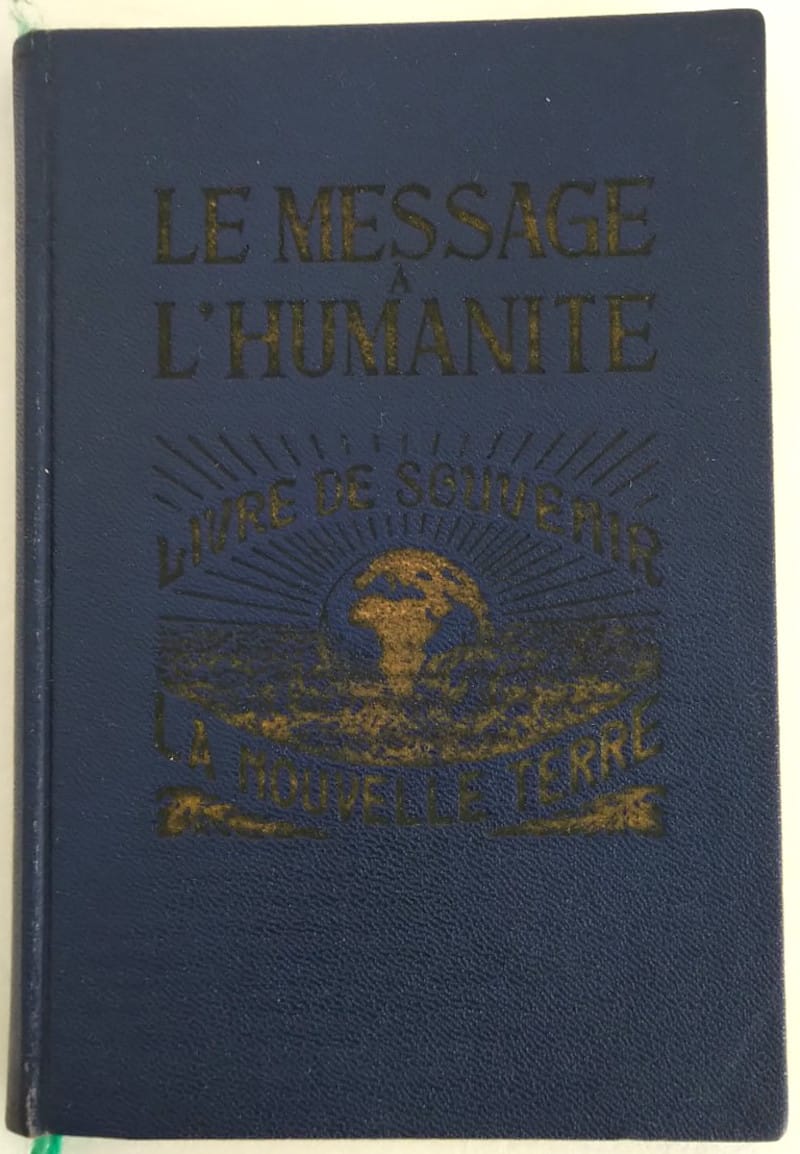 LE MESSAGE
A
L'HUMANITE
LIVRE DE SOUVENIR
LA NOUVELLE TERRE